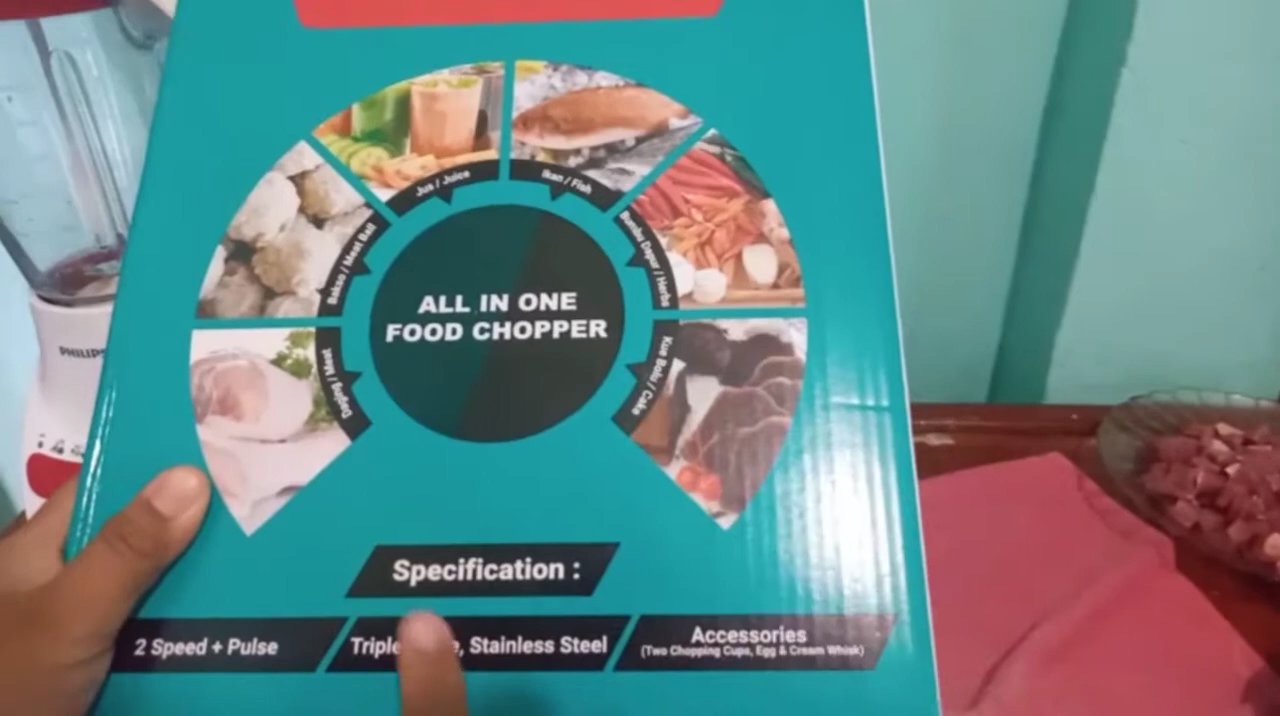 Jus / Juice
Ikan / Fish
Bakso / Meat Ball
Bumbu Dapur / Herbs
ALL IN ONE
FOOD CHOPPER
Daging / Meat
Kue Bolu / Cake
PHILIPS
Specification :
2 Speed + Pulse
Triple, Stainless Steel
Accessories
(Two Chopping Cups, Egg & Cream Whisk)